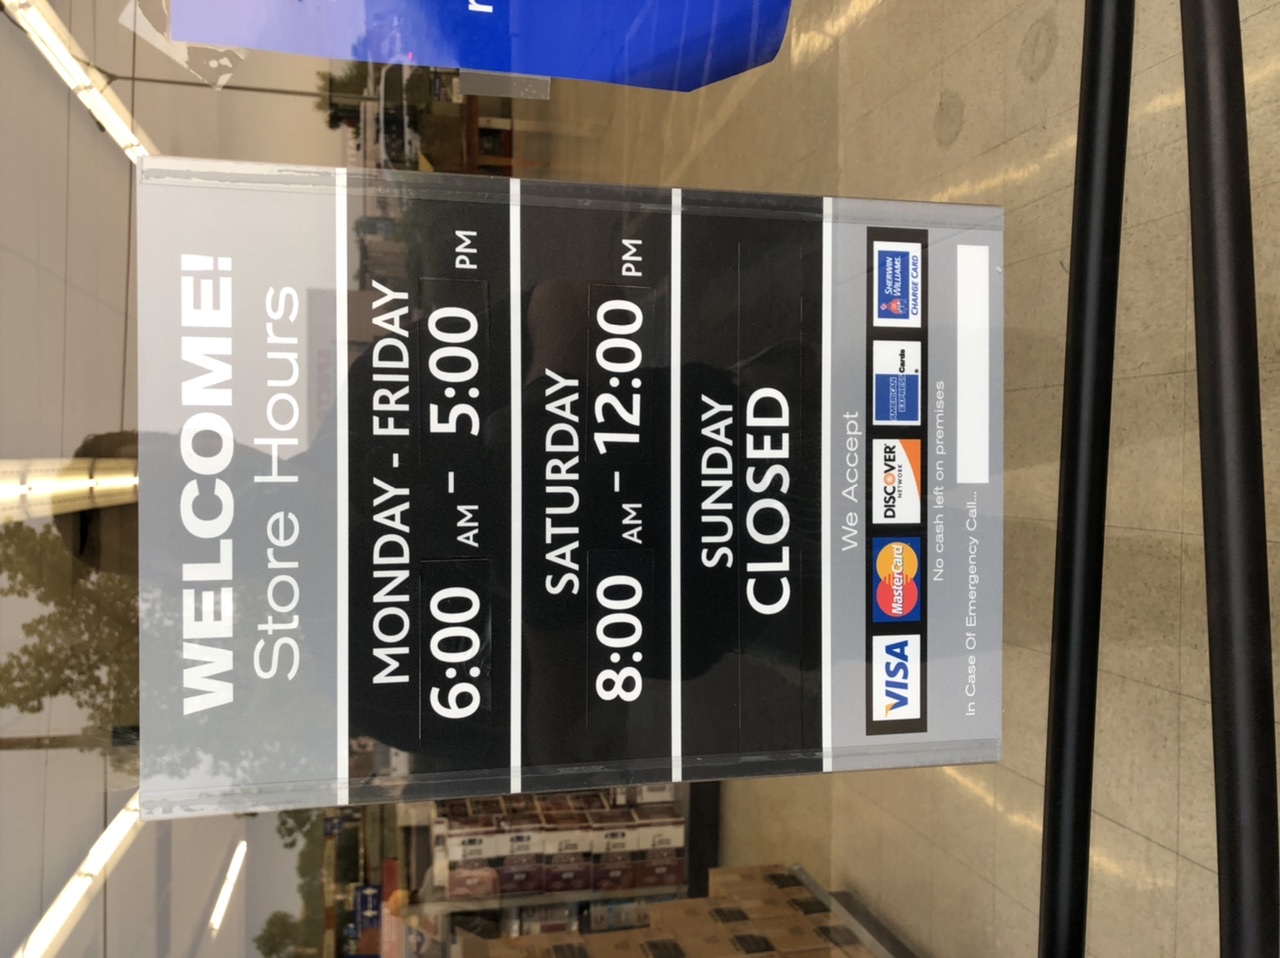 WELCOME!
Store Hours
MONDAY - FRIDAY
6:00 AM – 5:00 PM
SATURDAY
8:00 AM – 12:00 PM
SUNDAY
CLOSED
We Accept
VISA MasterCard DISCOVER NETWORK AMERICAN EXPRESS Cards SHERWIN WILLIAMS. CHARGE CARD
No cash left on premises
In Case Of Emergency Call...